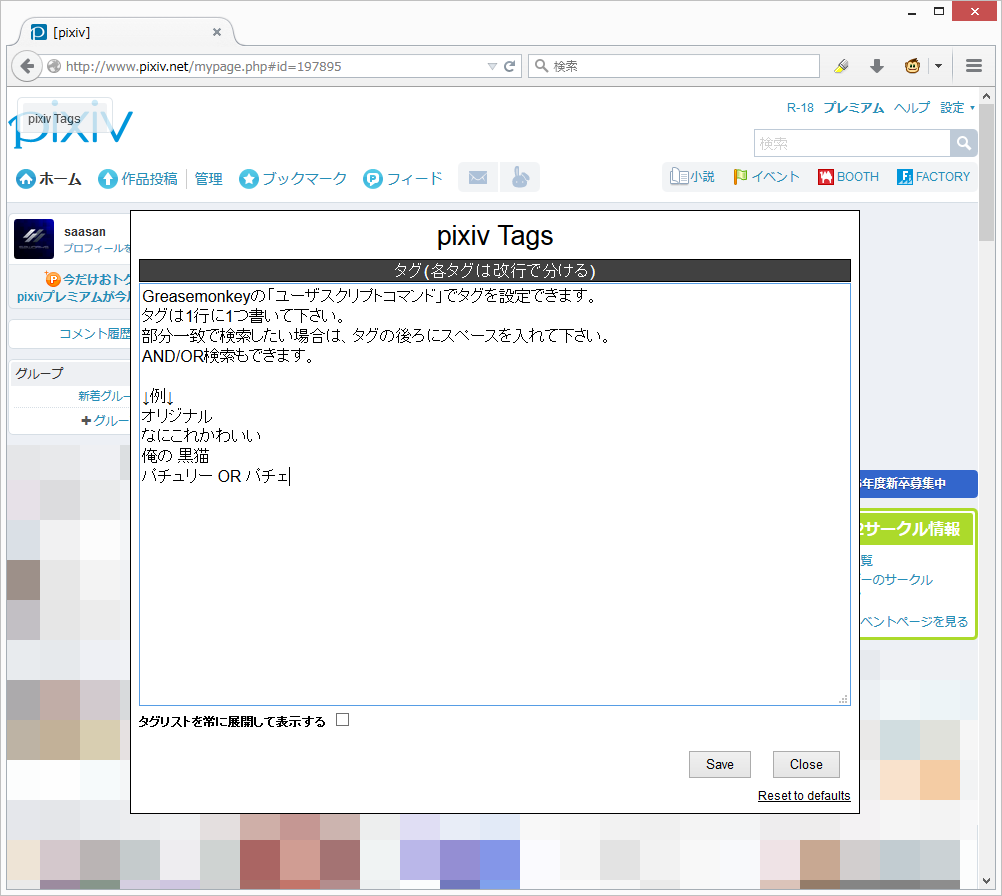 [pixiv]
http://www.pixiv.net/mypage.php#id=197895
検索
pixiv Tags
pixiv
R-18 プレミアム ヘルプ 設定
検索
ホーム 作品投稿 管理 ブックマーク フィード
小説 イベント BOOTH FACTORY
saasan
プロフィールを
今だけおトク
pixivプレミアムが今
コメント履歴
グループ
新着グルー
グルー
pixiv Tags
タグ(各タグは改行で分ける)
Greasemonkeyの「ユーザスクリプトコマンド」でタグを設定できます。
タグは1行に1つ書いて下さい。
部分一致で検索したい場合は、タグの後ろにスペースを入れて下さい。
AND/OR検索もできます。
↓例↓
オリジナル
なにこれかわいい
俺の 黒猫
パチュリー OR パチェ
タグリストを常に展開して表示する
Save Close
Reset to defaults
年度新卒募集中
サークル情報
覧
ーのサークル
ベントページを見る